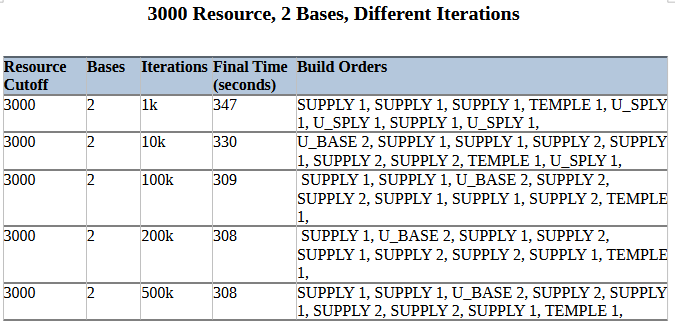 3000 Resource, 2 Bases, Different Iterations
Resource Cutoff Bases Iterations Final Time (seconds) Build Orders
3000 2 1k 347 SUPPLY 1, SUPPLY 1, SUPPLY 1, TEMPLE 1, U_SPLY
1, U_SPLY 1, SUPPLY 1, U_SPLY 1,
3000 2 10k 330 U_BASE 2, SUPPLY 1, SUPPLY 1, SUPPLY 2, SUPPLY
1, SUPPLY 2, SUPPLY 2, TEMPLE 1, U_SPLY 1,
3000 2 100k 309 SUPPLY 1, SUPPLY 1, U_BASE 2, SUPPLY 2,
SUPPLY 2, SUPPLY 1, SUPPLY 1, SUPPLY 2, TEMPLE
1,
3000 2 200k 308 SUPPLY 1, U_BASE 2, SUPPLY 1, SUPPLY 2,
SUPPLY 1, SUPPLY 2, SUPPLY 2, SUPPLY 1, TEMPLE
1,
3000 2 500k 308 SUPPLY 1, SUPPLY 1, U_BASE 2, SUPPLY 2, SUPPLY
1, SUPPLY 2, SUPPLY 2, SUPPLY 1, TEMPLE 1,